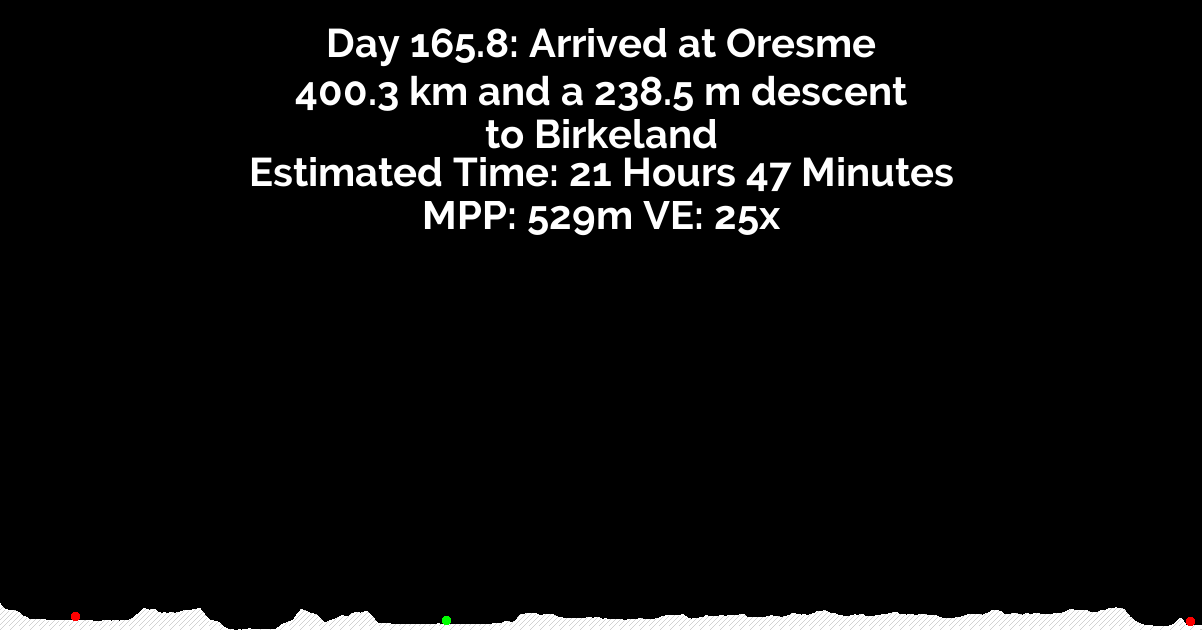 Day 165.8: Arrived at Oresme
400.3 km and a 238.5 m descent
to Birkeland
Estimated Time: 21 Hours 47 Minutes
MPP: 529m VE: 25x